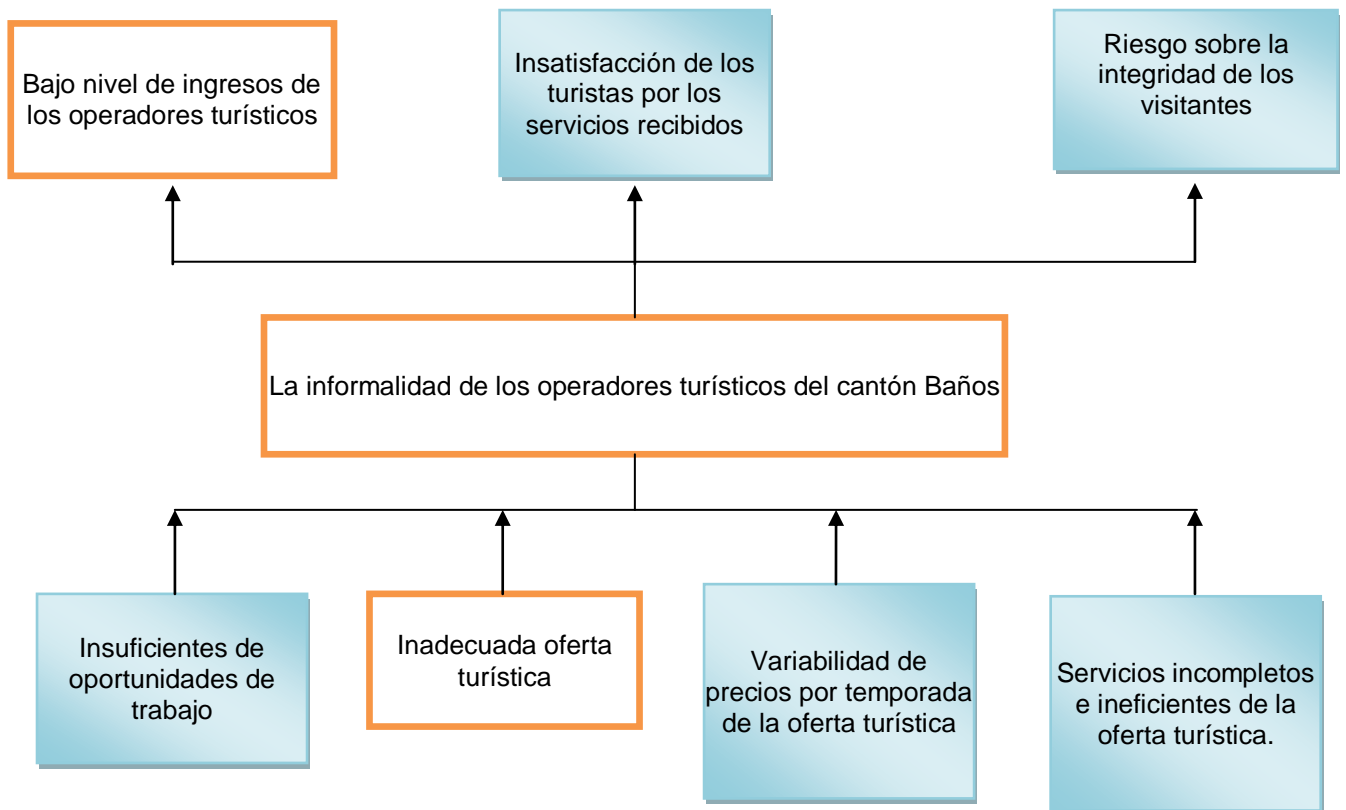 Bajo nivel de ingresos de
los operadores turísticos
Insatisfacción de los
turistas por los
servicios recibidos
Riesgo sobre la
integridad de los
visitantes
La informalidad de los operadores turísticos del cantón Baños
Insuficientes de
oportunidades de
trabajo
Inadecuada oferta
turística
Variabilidad de
precios por temporada
de la oferta turística
Servicios incompletos
e ineficientes de la
oferta turística.